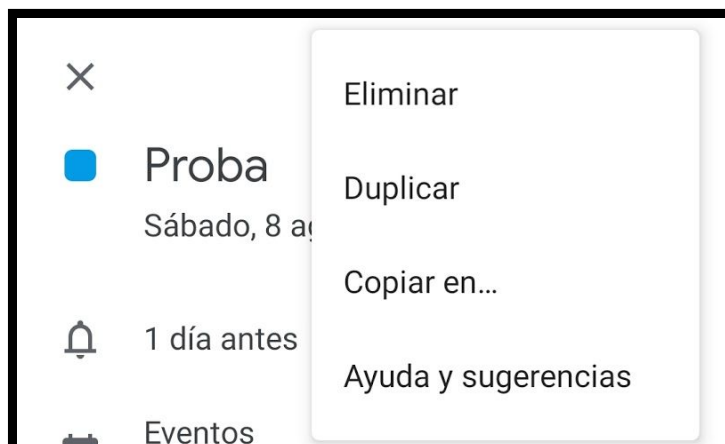 Proba
Sábado, 8
1 día antes
Eventos
Eliminar
Duplicar
Copiar en...
Ayuda y sugerencias